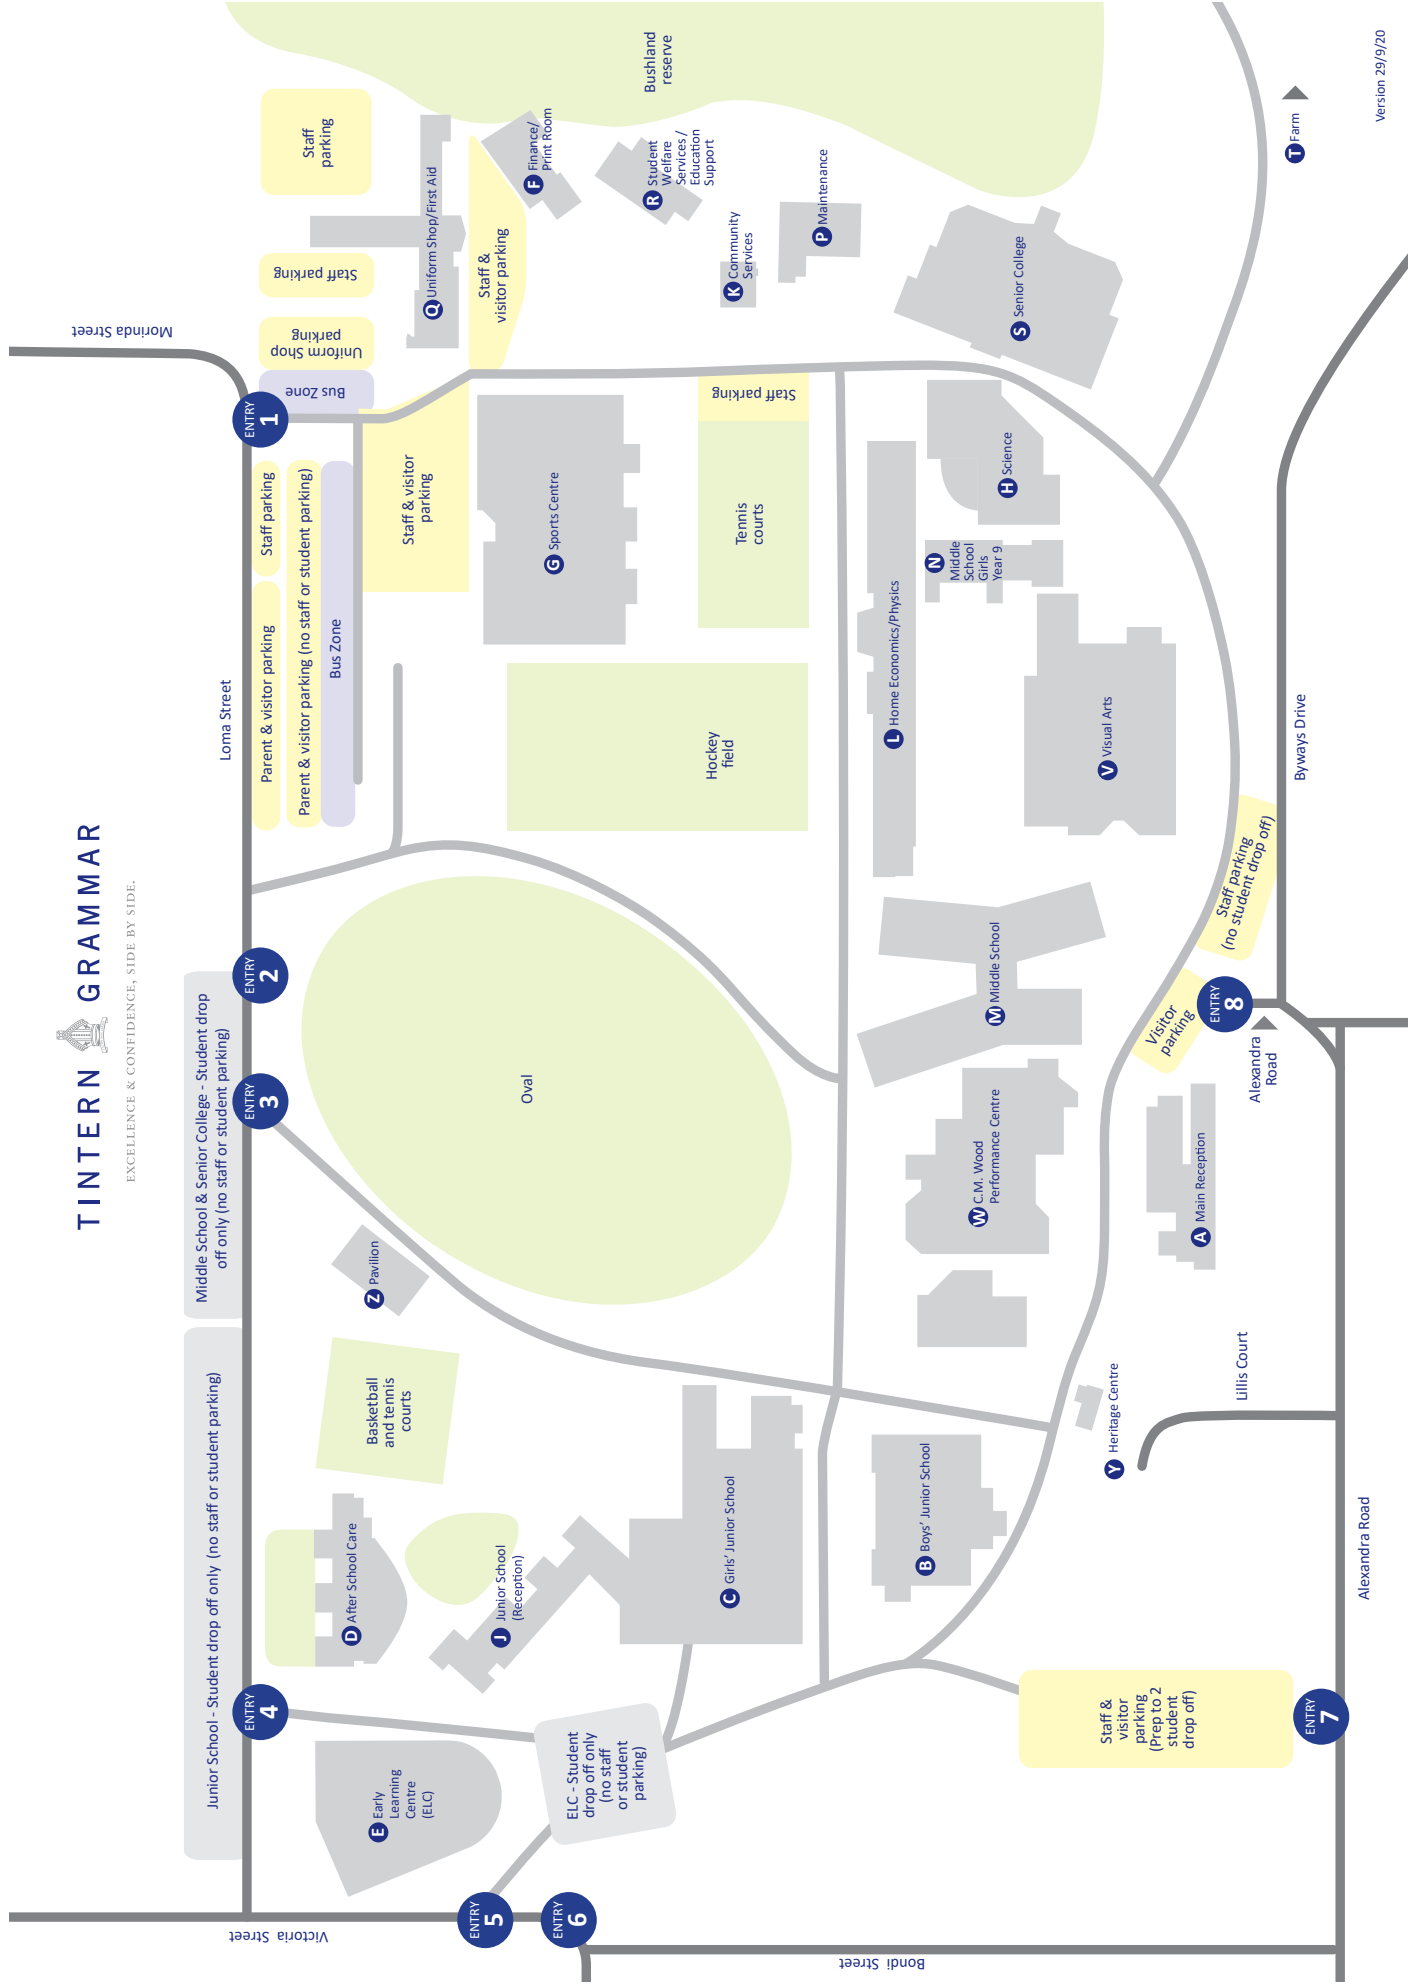 TINTERN GRAMMAR
EXCELLENCE & CONFIDENCE, SIDE BY SIDE.
Victoria Street
Junior School - Student drop off only (no staff or student parking)
Middle School & Senior College - Student drop
off only (no staff or student parking)
Loma Street
Morinda Street
ENTRY
4
ENTRY
3
ENTRY
2
ENTRY
1
Parent & visitor parking
Staff parking
Parent & visitor parking (no staff or student parking)
Bus Zone
Bus Zone
Uniform Shop
parking
Staff parking
Staff
parking
E Early
Learning
Centre
(ELC)
D After School Care
Basketball
and tennis
courts
Z Pavilion
Staff & visitor
parking
Q Uniform Shop/First Aid
ENTRY
5
ENTRY
6
J Junior School
(Reception)
Oval
G Sports Centre
Staff &
visitor parking
F Finance/
Print Room
ELC - Student
drop off only
(no staff
or student
parking)
C Girls' Junior School
Hockey
field
Tennis
courts
Staff parking
K Community
Services
R Student
Welfare
Services/
Education
Support
Bushland
reserve
P Maintenance
Bondi Street
B Boys' Junior School
W C.M. Wood
Performance Centre
M Middle School
L Home Economics/Physics
N
Middle
School
Girls
Year 9
H Science
S Senior College
Staff &
visitor
parking
(Prep to 2
student
drop off)
Y Heritage Centre
A Main Reception
Visitor
parking
V Visual Arts
ENTRY
7
Lillis Court
Alexandra
Road
ENTRY
8
Staff parking
(no student drop off)
Byways Drive
T Farm
Alexandra Road
Version 29/9/20